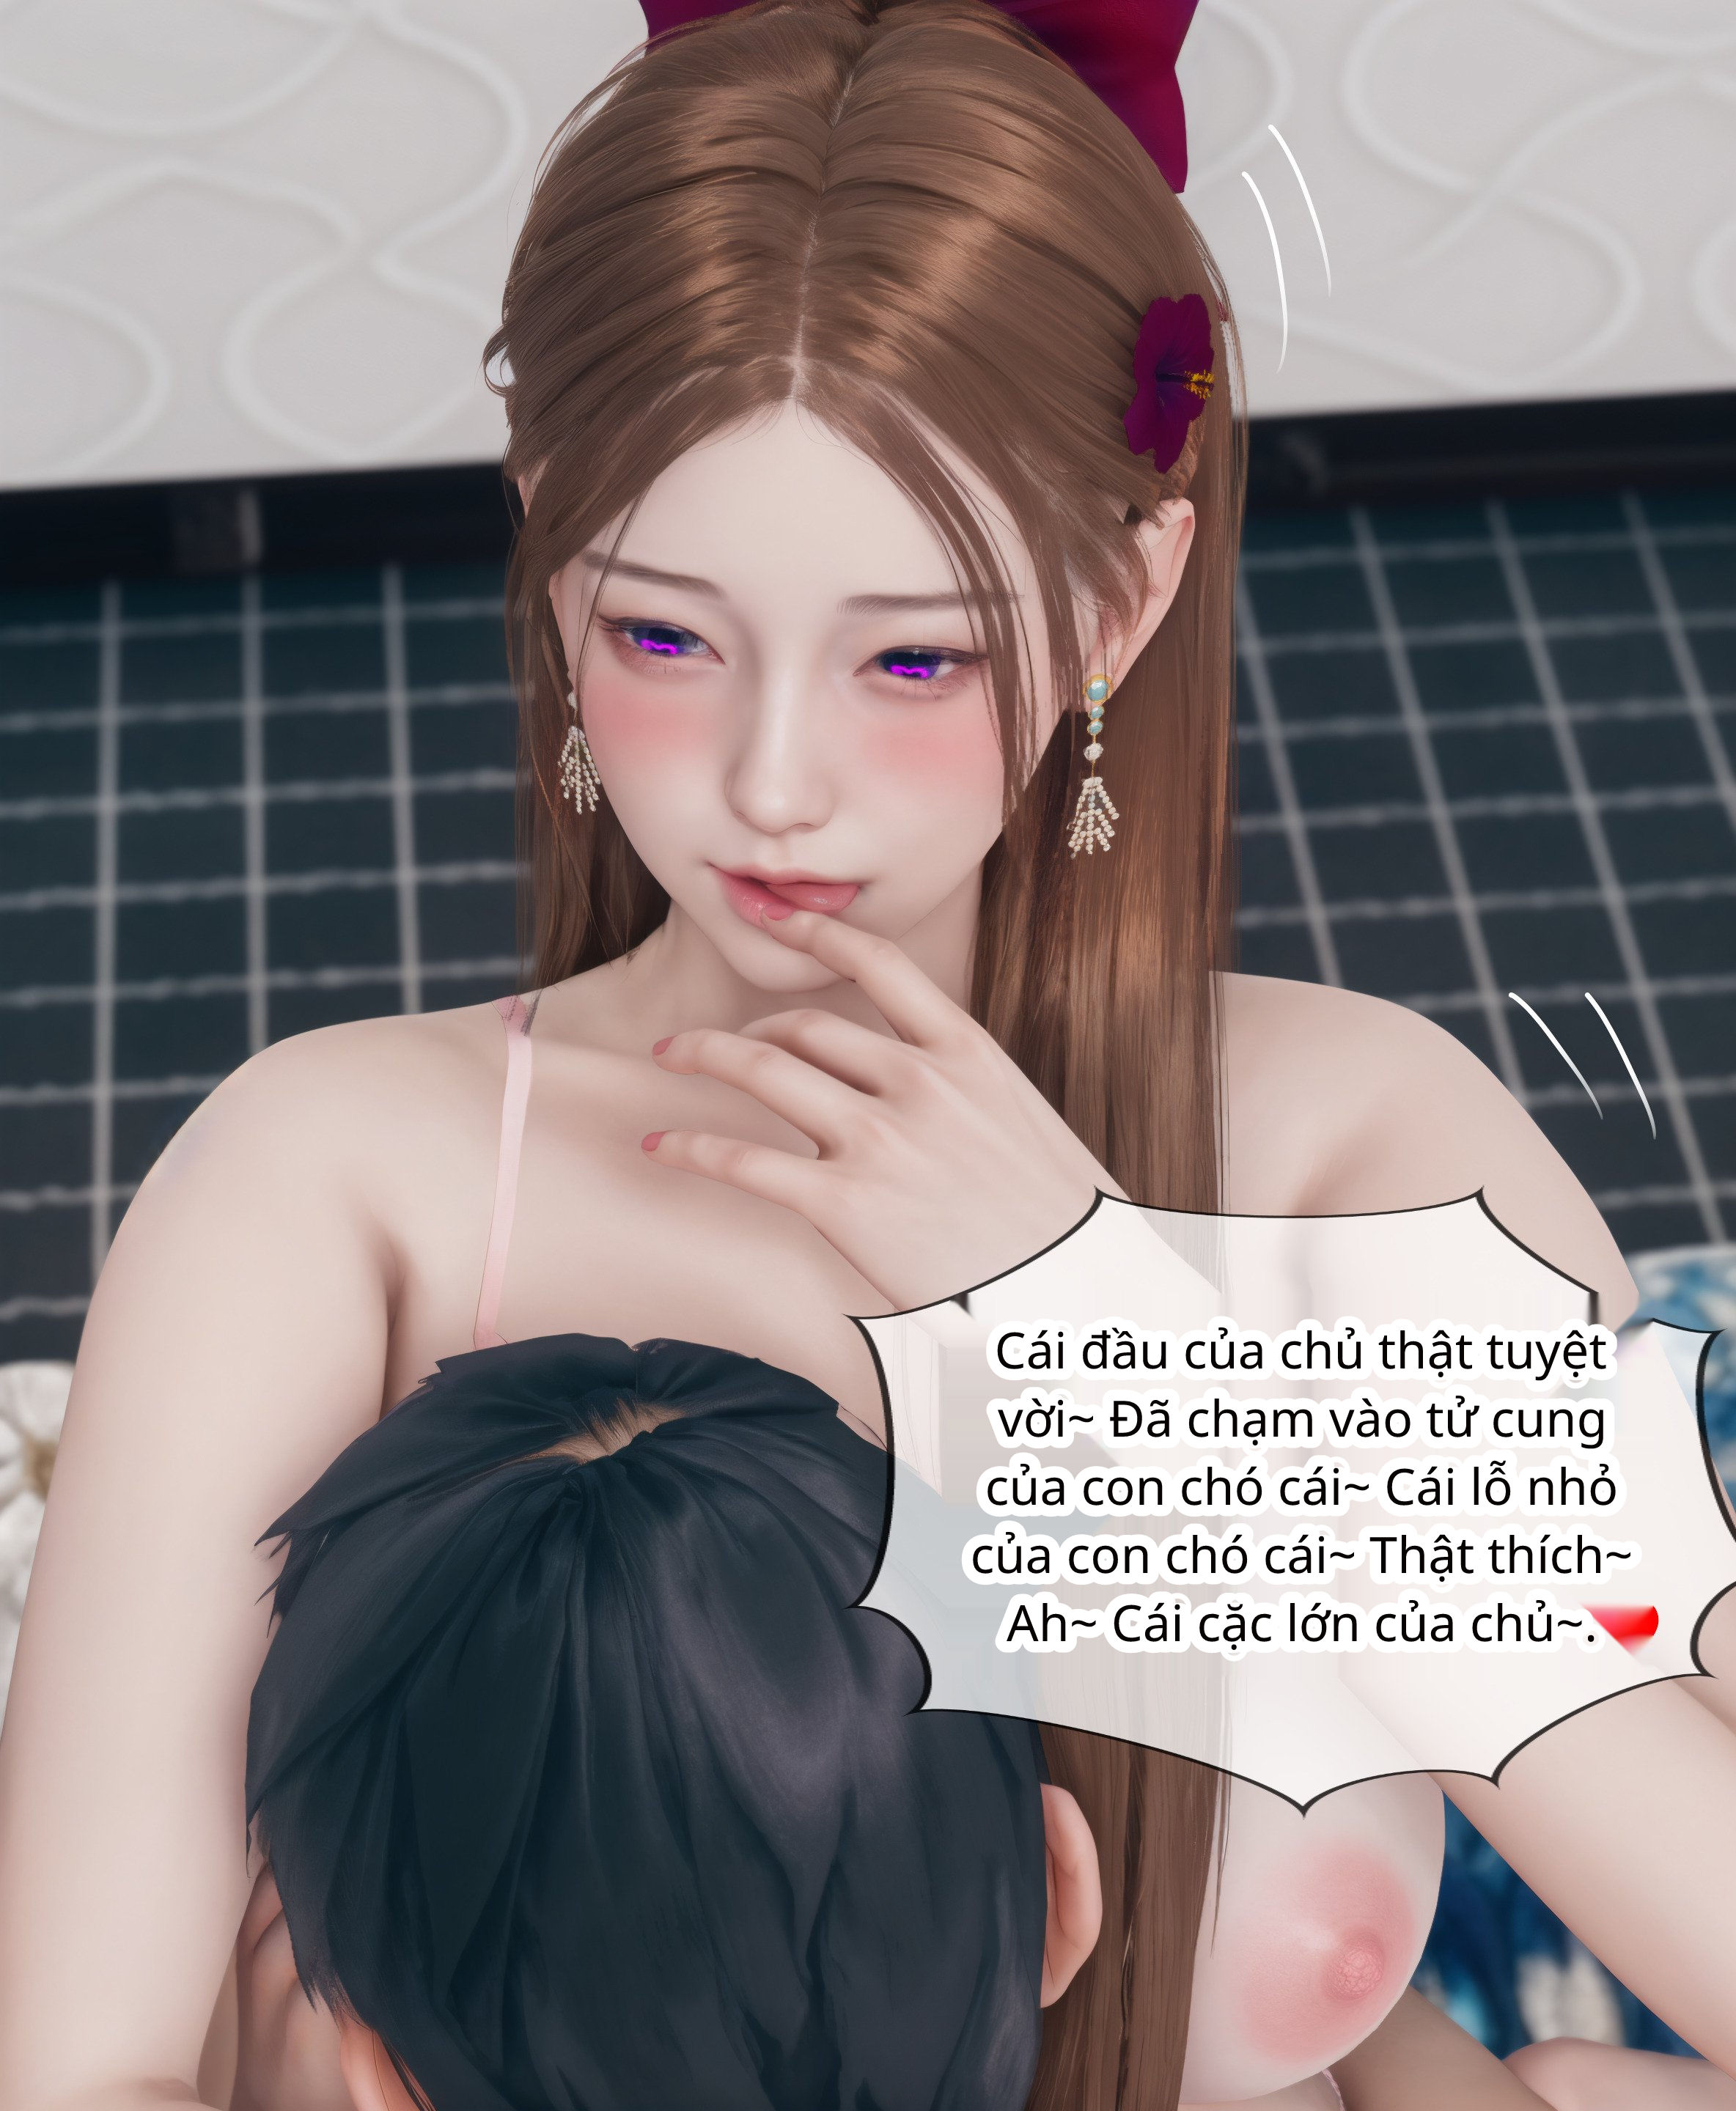 Cái đầu của chủ thật tuyệt
vời~ Đã chạm vào tử cung
của con chó cái~ Cái lỗ nhỏ
của con chó cái~ Thật thích~
Ah~ Cái cặc lớn của chủ~.